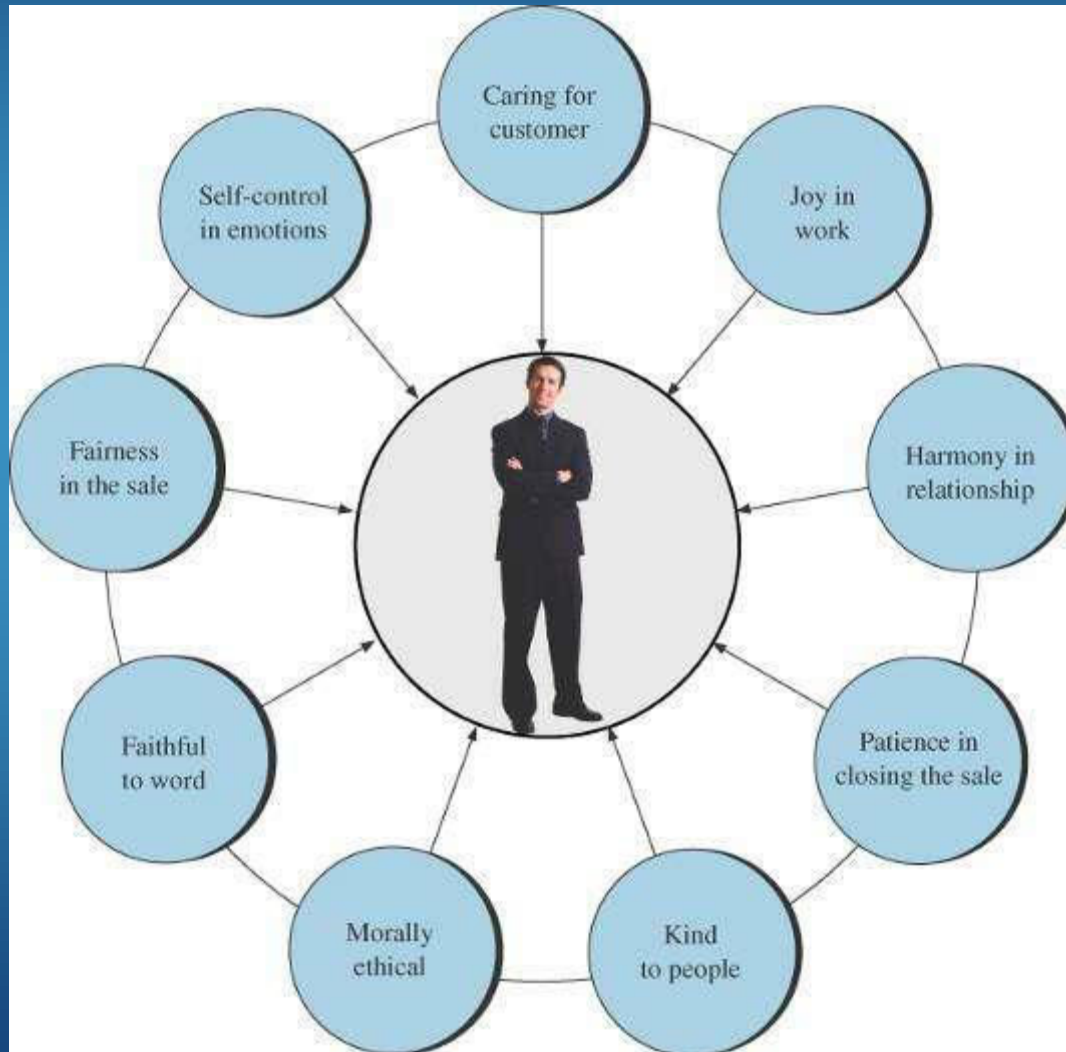 Caring for
customer
Joy in
work
Harmony in
relationship
Patience in
closing the sale
Kind
to people
Morally
ethical
Faithful
to word
Fairness
in the sale
Self-control
in emotions